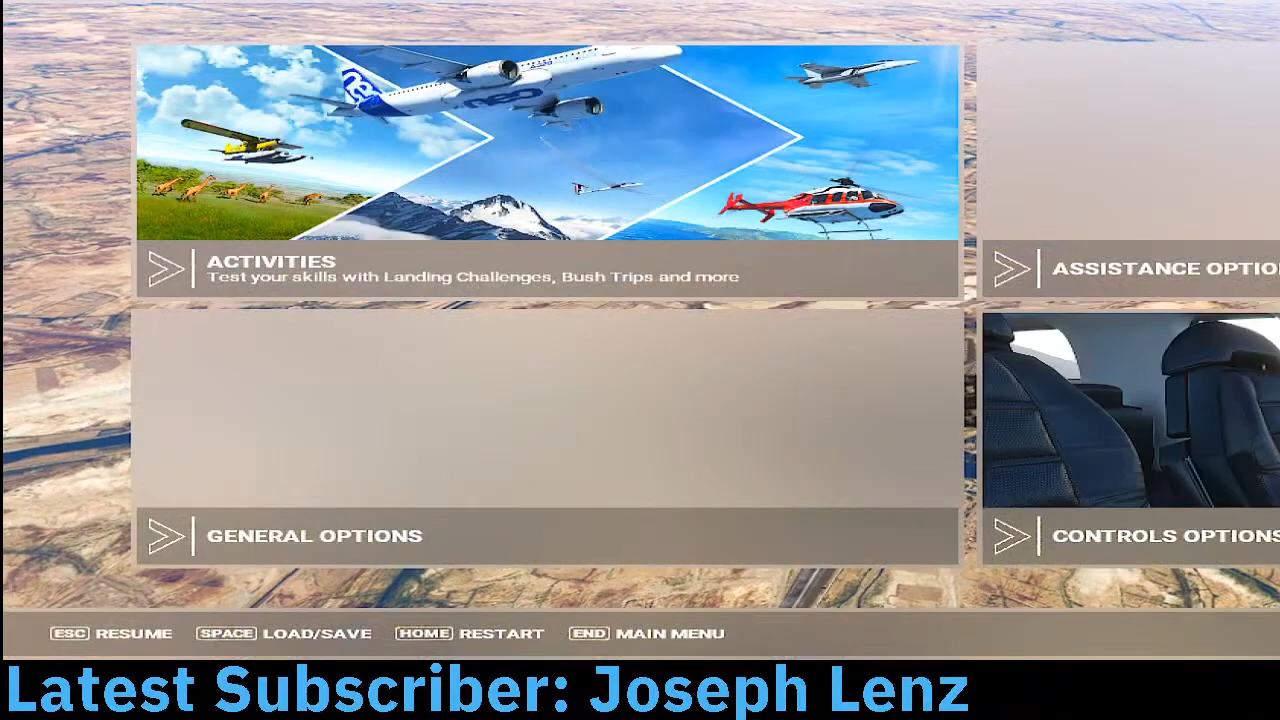 ACTIVITIES
Test your skills with Landing Challenges, Bush Trips and more
ASSISTANCE OPTIO
GENERAL OPTIONS
CONTROLS OPTIONS
ESC RESUME SPACE LOAD/SAVE HOME RESTART END MAIN MENU
Latest Subscriber: Joseph Lenz